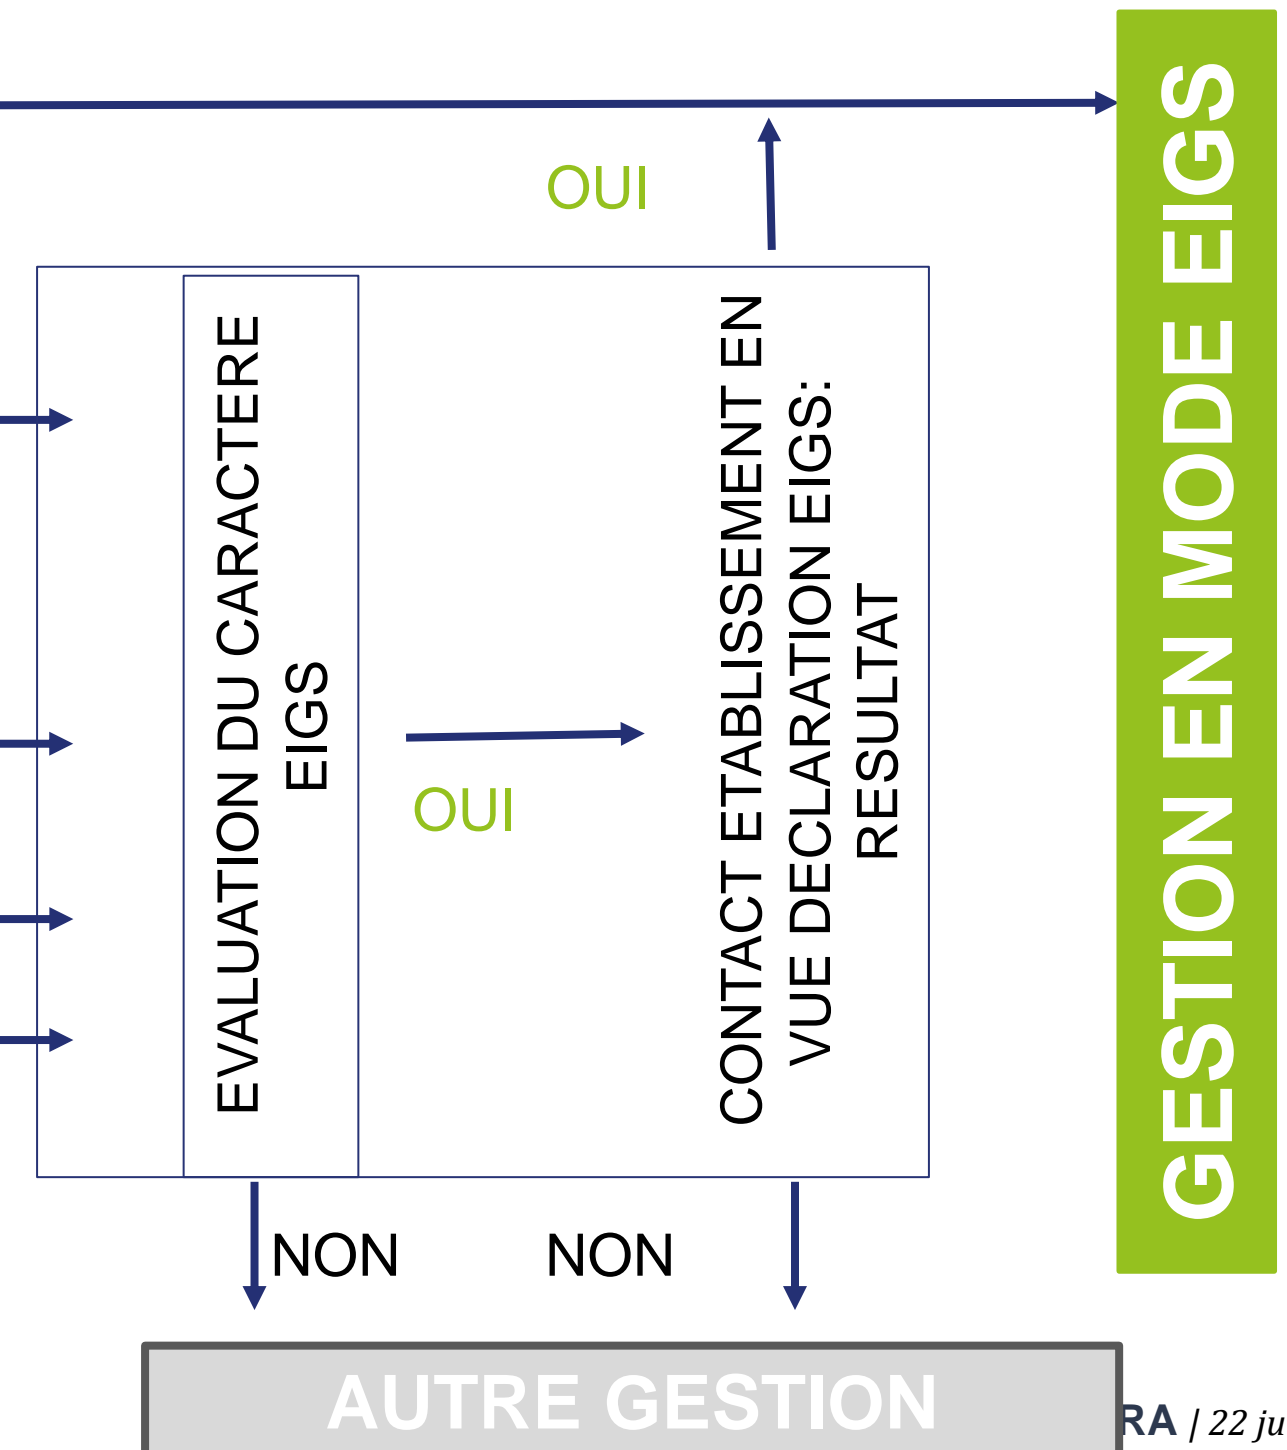 OUI
EVALUATION DU CARACTERE
EIGS
OUI
CONTACT ETABLISSEMENT EN
VUE DECLARATION EIGS:
RESULTAT
GESTION EN MODE EIGS
NON
NON
AUTRE GESTION
RA | 22 ju